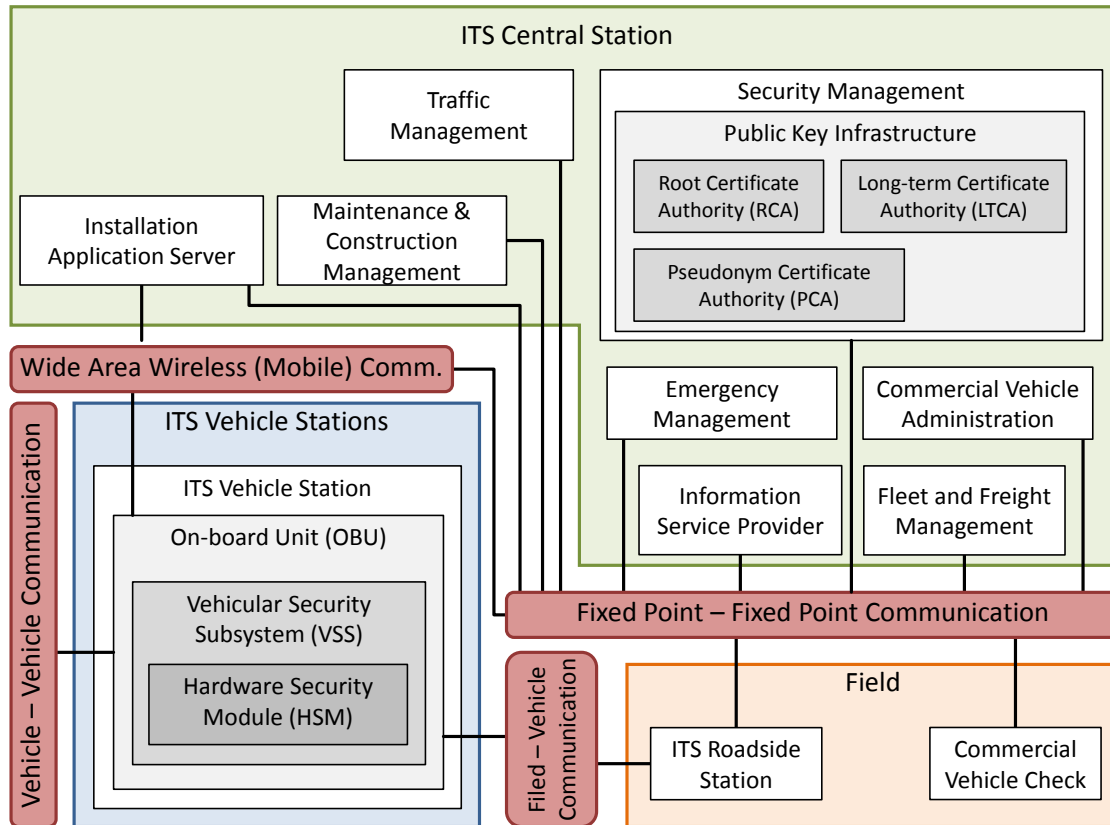 ITS Central Station
Traffic
Management
Security Management
Public Key Infrastructure
Root Certificate
Authority (RCA)
Long-term Certificate
Authority (LTCA)
Pseudonym Certificate
Authority (PCA)
Installation
Application Server
Maintenance &
Construction
Management
Wide Area Wireless (Mobile) Comm.
Emergency
Management
Commercial Vehicle
Administration
Information
Service Provider
Fleet and Freight
Management
Vehicle – Vehicle Communication
ITS Vehicle Stations
ITS Vehicle Station
On-board Unit (OBU)
Vehicular Security
Subsystem (VSS)
Hardware Security
Module (HSM)
Fixed Point – Fixed Point Communication
Filed – Vehicle
Communication
Field
ITS Roadside
Station
Commercial
Vehicle Check